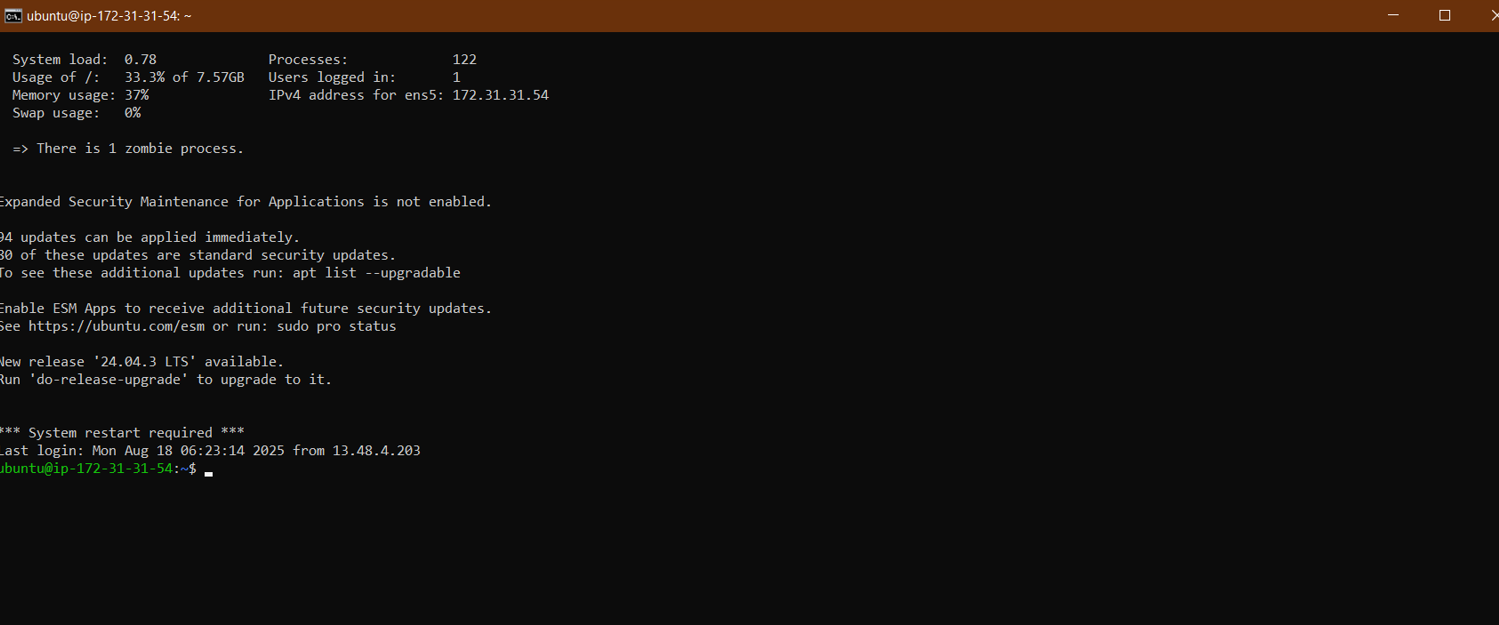 ubuntu@ip-172-31-31-54: ~
System load: 0.78 Processes: 122
Usage of /: 33.3% of 7.57GB Users logged in: 1
Memory usage: 37% IPv4 address for ens5: 172.31.31.54
Swap usage: 0%
=> There is 1 zombie process.
Expanded Security Maintenance for Applications is not enabled.
94 updates can be applied immediately.
80 of these updates are standard security updates.
To see these additional updates run: apt list --upgradable
Enable ESM Apps to receive additional future security updates.
See https://ubuntu.com/esm or run: sudo pro status
New release '24.04.3 LTS' available.
Run 'do-release-upgrade' to upgrade to it.
*** System restart required ***
Last login: Mon Aug 18 06:23:14 2025 from 13.48.4.203
ubuntu@ip-172-31-31-54:~$